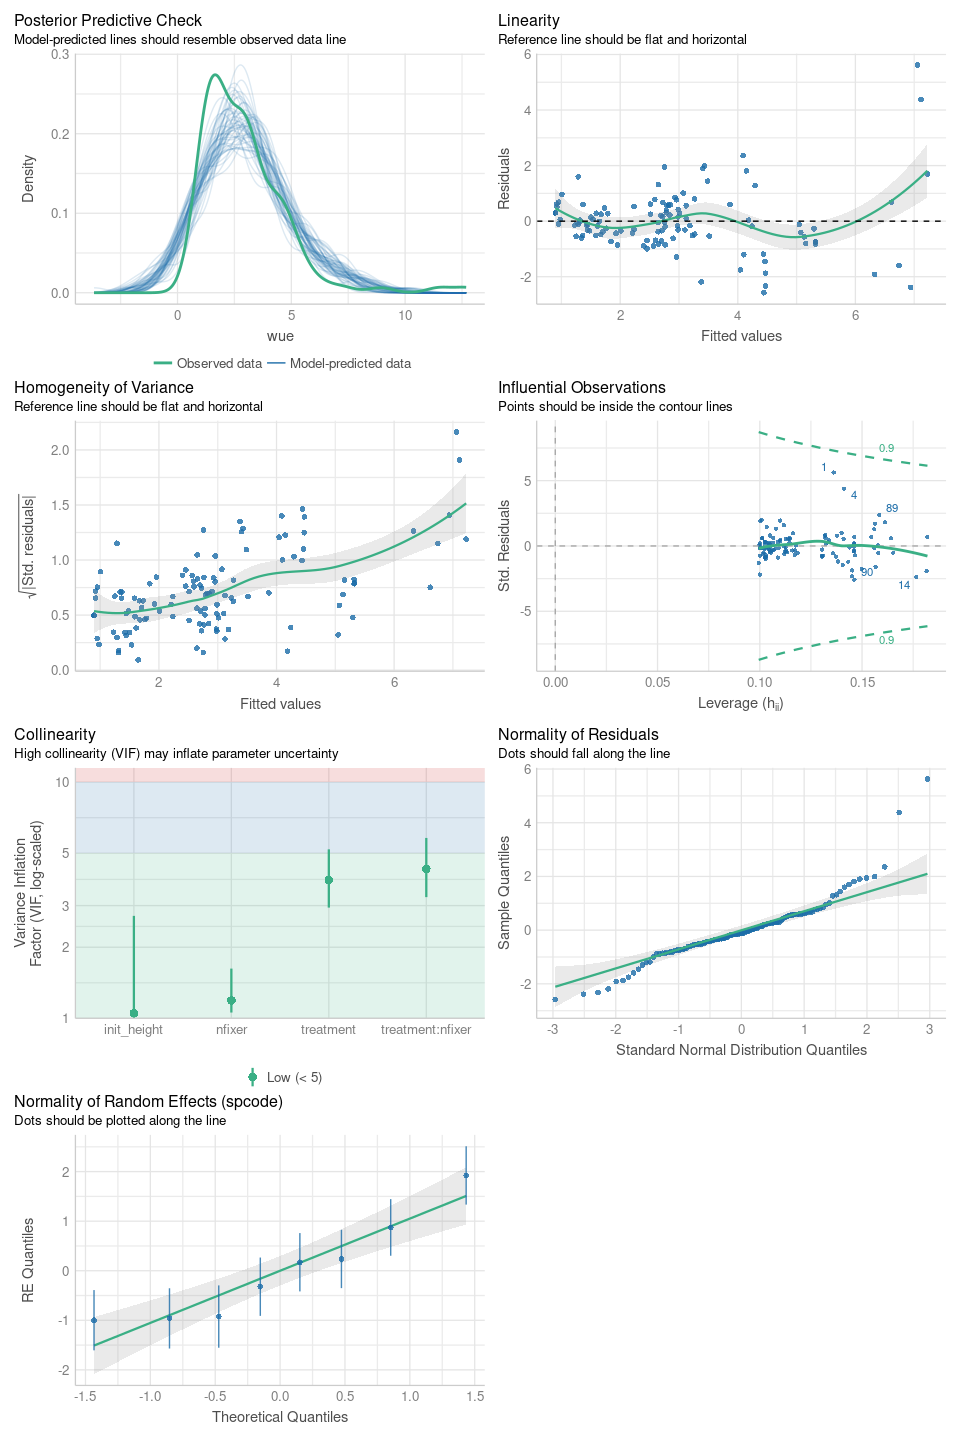 Posterior Predictive Check
Model-predicted lines should resemble observed data line
0.3
0.2
0.1
0.0
Density
0
5
10
wue
Observed data
Model-predicted data
Linearity
Reference line should be flat and horizontal
6
4
2
0
-2
Residuals
2
4
6
Fitted values
Homogeneity of Variance
Reference line should be flat and horizontal
2.0
1.5
1.0
0.5
0.0
√|Std. residuals|
2
4
6
Fitted values
Influential Observations
Points should be inside the contour lines
5
0
-5
Std. Residuals
0.9
1
4
89
90
14
0.9
0.00
0.05
0.10
0.15
Leverage (hii)
Collinearity
High collinearity (VIF) may inflate parameter uncertainty
10
5
3
2
1
Variance Inflation
Factor (VIF, log-scaled)
init_height
nfixer
treatment
treatment:nfixer
Low (< 5)
Normality of Residuals
Dots should fall along the line
6
4
2
0
-2
Sample Quantiles
-3
-2
-1
0
1
2
3
Standard Normal Distribution Quantiles
Normality of Random Effects (spcode)
Dots should be plotted along the line
2
1
0
-1
-2
RE Quantiles
-1.5
-1.0
-0.5
0.0
0.5
1.0
1.5
Theoretical Quantiles